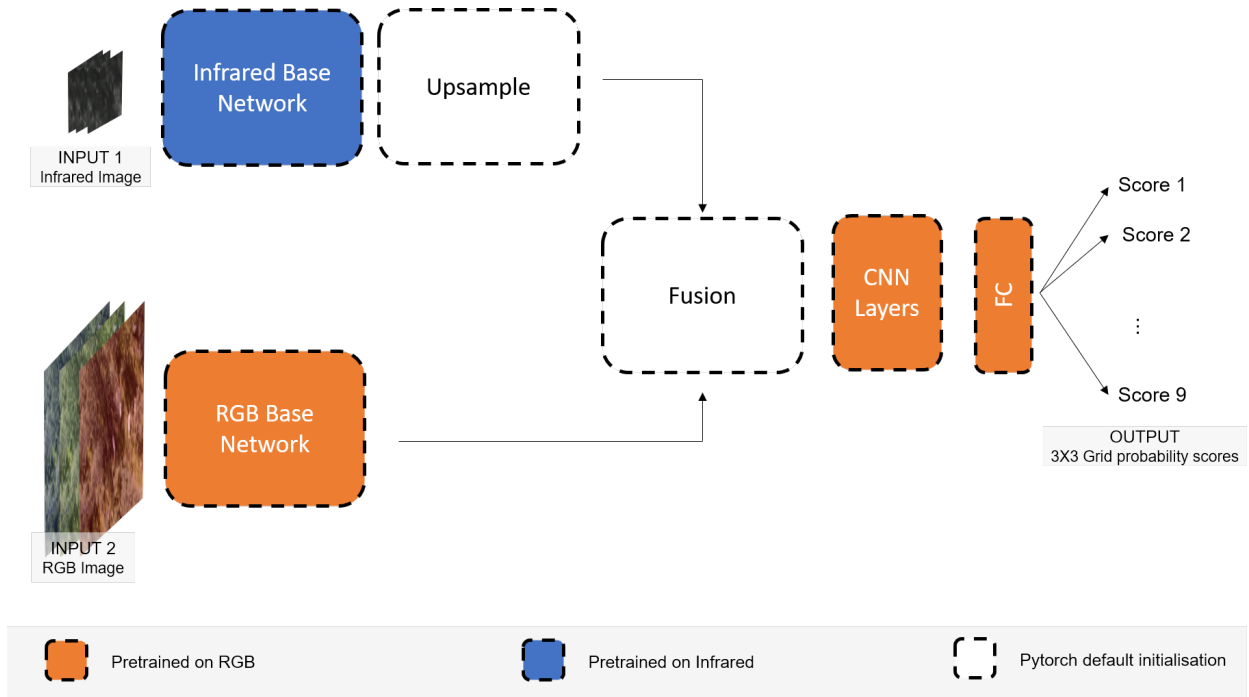 Infrared Base
Network
Upsample
INPUT 1
Infrared Image
Fusion
CNN
Layers
FC
Score 1
Score 2
...
Score 9
OUTPUT
3X3 Grid probability scores
RGB Base
Network
INPUT 2
RGB Image
Pretrained on RGB
Pretrained on Infrared
Pytorch default initialisation